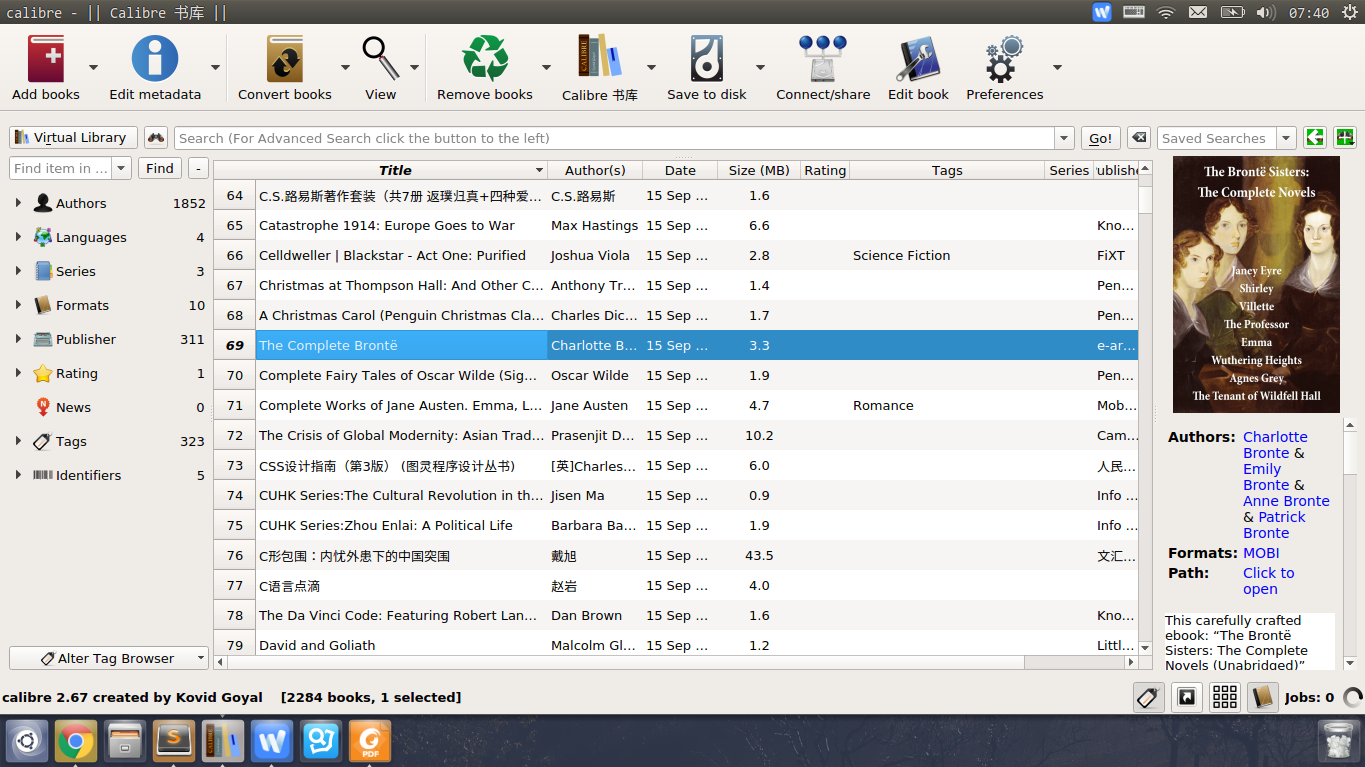 calibre - || Calibre 书库 ||
07:40
Add books
Edit metadata
Convert books
View
Remove books
Calibre 书库
Save to disk
Connect/share
Edit book
Preferences
Virtual Library
Search (For Advanced Search click the button to the left)
Go!
Saved Searches
Find item in ...
Find
-
Authors 1852
Languages 4
Series 3
Formats 10
Publisher 311
Rating 1
News 0
Tags 323
Identifiers 5
Alter Tag Browser
Title Author(s) Date Size (MB) Rating Tags Series
64 C.S.路易斯著作套装（共7册 返璞归真+四种爱... C.S.路易斯 15 Sep ... 1.6
65 Catastrophe 1914: Europe Goes to War Max Hastings 15 Sep ... 6.6 Kno...
66 Celldweller | Blackstar - Act One: Purified Joshua Viola 15 Sep ... 2.8 Science Fiction FiXT
67 Christmas at Thompson Hall: And Other C... Anthony Tr... 15 Sep ... 1.4 Pen...
68 A Christmas Carol (Penguin Christmas Cla... Charles Dic... 15 Sep ... 1.7 Pen...
69 The Complete Brontë Charlotte B... 15 Sep ... 3.3 e-ar...
70 Complete Fairy Tales of Oscar Wilde (Sig... Oscar Wilde 15 Sep ... 1.9 Pen...
71 Complete Works of Jane Austen. Emma, L... Jane Austen 15 Sep ... 4.7 Romance Mob...
72 The Crisis of Global Modernity: Asian Trad... Prasenjit D... 15 Sep ... 10.2 Cam...
73 CSS设计指南（第3版） (图灵程序设计丛书) [英]Charles... 15 Sep ... 6.0 人民...
74 CUHK Series:The Cultural Revolution in th... Jisen Ma 15 Sep ... 0.9 Info ...
75 CUHK Series:Zhou Enlai: A Political Life Barbara Ba... 15 Sep ... 1.9 Info ...
76 C形包围：内忧外患下的中国突围 戴旭 15 Sep ... 43.5 文汇...
77 C语言点滴 赵岩 15 Sep ... 4.0
78 The Da Vinci Code: Featuring Robert Lan... Dan Brown 15 Sep ... 1.6 Kno...
79 David and Goliath Malcolm Gl... 15 Sep ... 1.2 Littl...
The Brontë Sisters:
The Complete Novels
Janey Eyre
Shirley
Villette
The Professor
Emma
Wuthering Heights
Agnes Grey
The Tenant of Wildfell Hall
Authors: Charlotte
Bronte &
Emily
Bronte &
Anne Bronte
& Patrick
Bronte
Formats: MOBI
Path: Click to
open
This carefully crafted
ebook: “The Brontë
Sisters: The Complete
Novels (Unabridged)”
calibre 2.67 created by Kovid Goyal [2284 books, 1 selected]
Jobs: 0
PDF